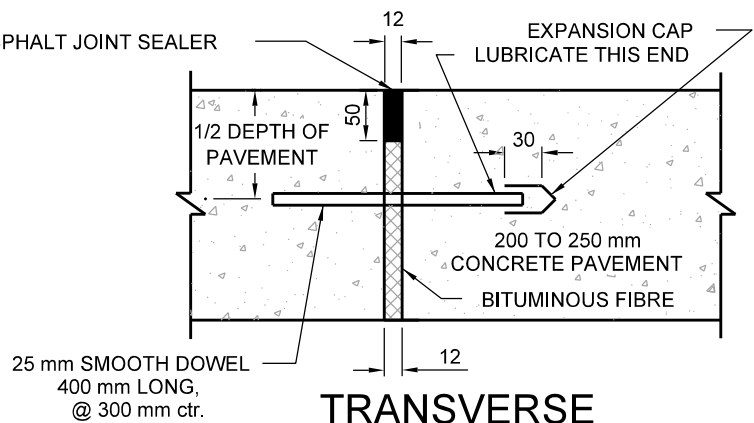 12
PHALT JOINT SEALER
EXPANSION CAP
LUBRICATE THIS END
50
1/2 DEPTH OF
PAVEMENT
30
200 TO 250 mm
CONCRETE PAVEMENT
BITUMINOUS FIBRE
12
25 mm SMOOTH DOWEL
400 mm LONG,
@ 300 mm ctr.
TRANSVERSE